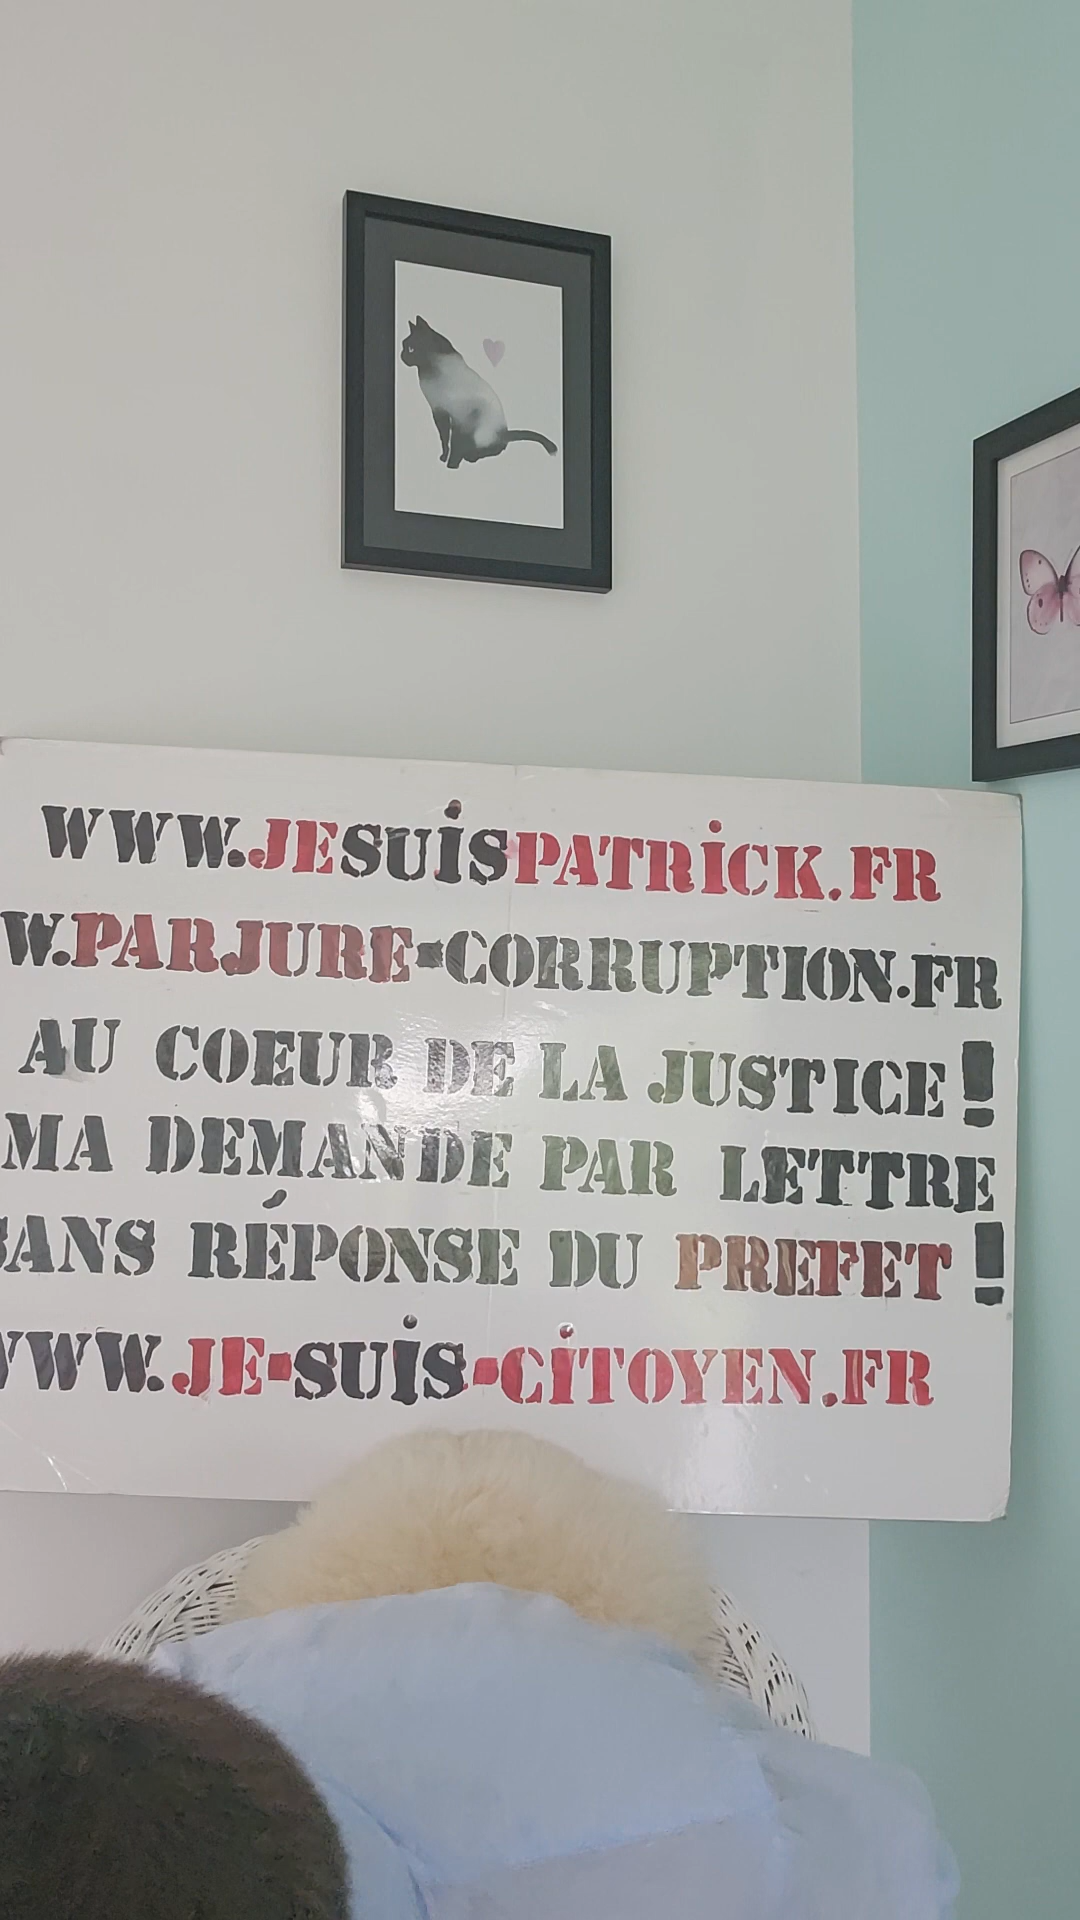 WWW.JESUISPATRICK.FR
W.PARJURE-CORRUPTION.FR
AU COEUR DE LA JUSTICE!
MA DEMANDE PAR LETTRE
SANS RÉPONSE DU PREFET!
WWW.JE-SUIS-CITOYEN.FR